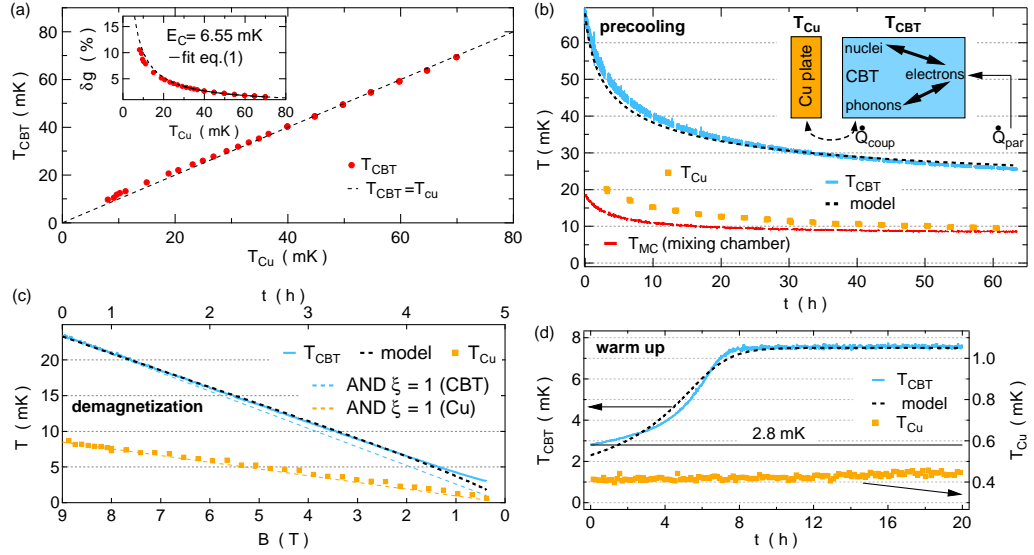 (a)
T_CBT (mK)
80
60
40
20
0
0
20
40
60
80
T_Cu (mK)
T_CBT
T_CBT=T_cu
δg (%)
15
10
5
0
0
20
40
60
80
T_Cu (mK)
E_C= 6.55 mK
–fit eq.(1)
(b)
precooling
T (mK)
60
50
40
30
20
10
0
0
10
20
30
40
50
60
t (h)
T_Cu
T_CBT
Cu plate
nuclei
CBT
electrons
phonons
Q̇_coup
Q̇_par
T_Cu
T_CBT
model
T_MC (mixing chamber)
(c)
t (h)
0
1
2
3
4
5
T (mK)
20
15
10
5
0
9
8
7
6
5
4
3
2
1
0
B (T)
T_CBT
model
T_Cu
AND ξ = 1 (CBT)
AND ξ = 1 (Cu)
demagnetization
(d)
warm up
T_CBT (mK)
8
6
4
2
0
0
4
8
12
16
20
t (h)
T_CBT
model
T_Cu
2.8 mK
1.0
0.8
0.6
0.4
T_Cu (mK)